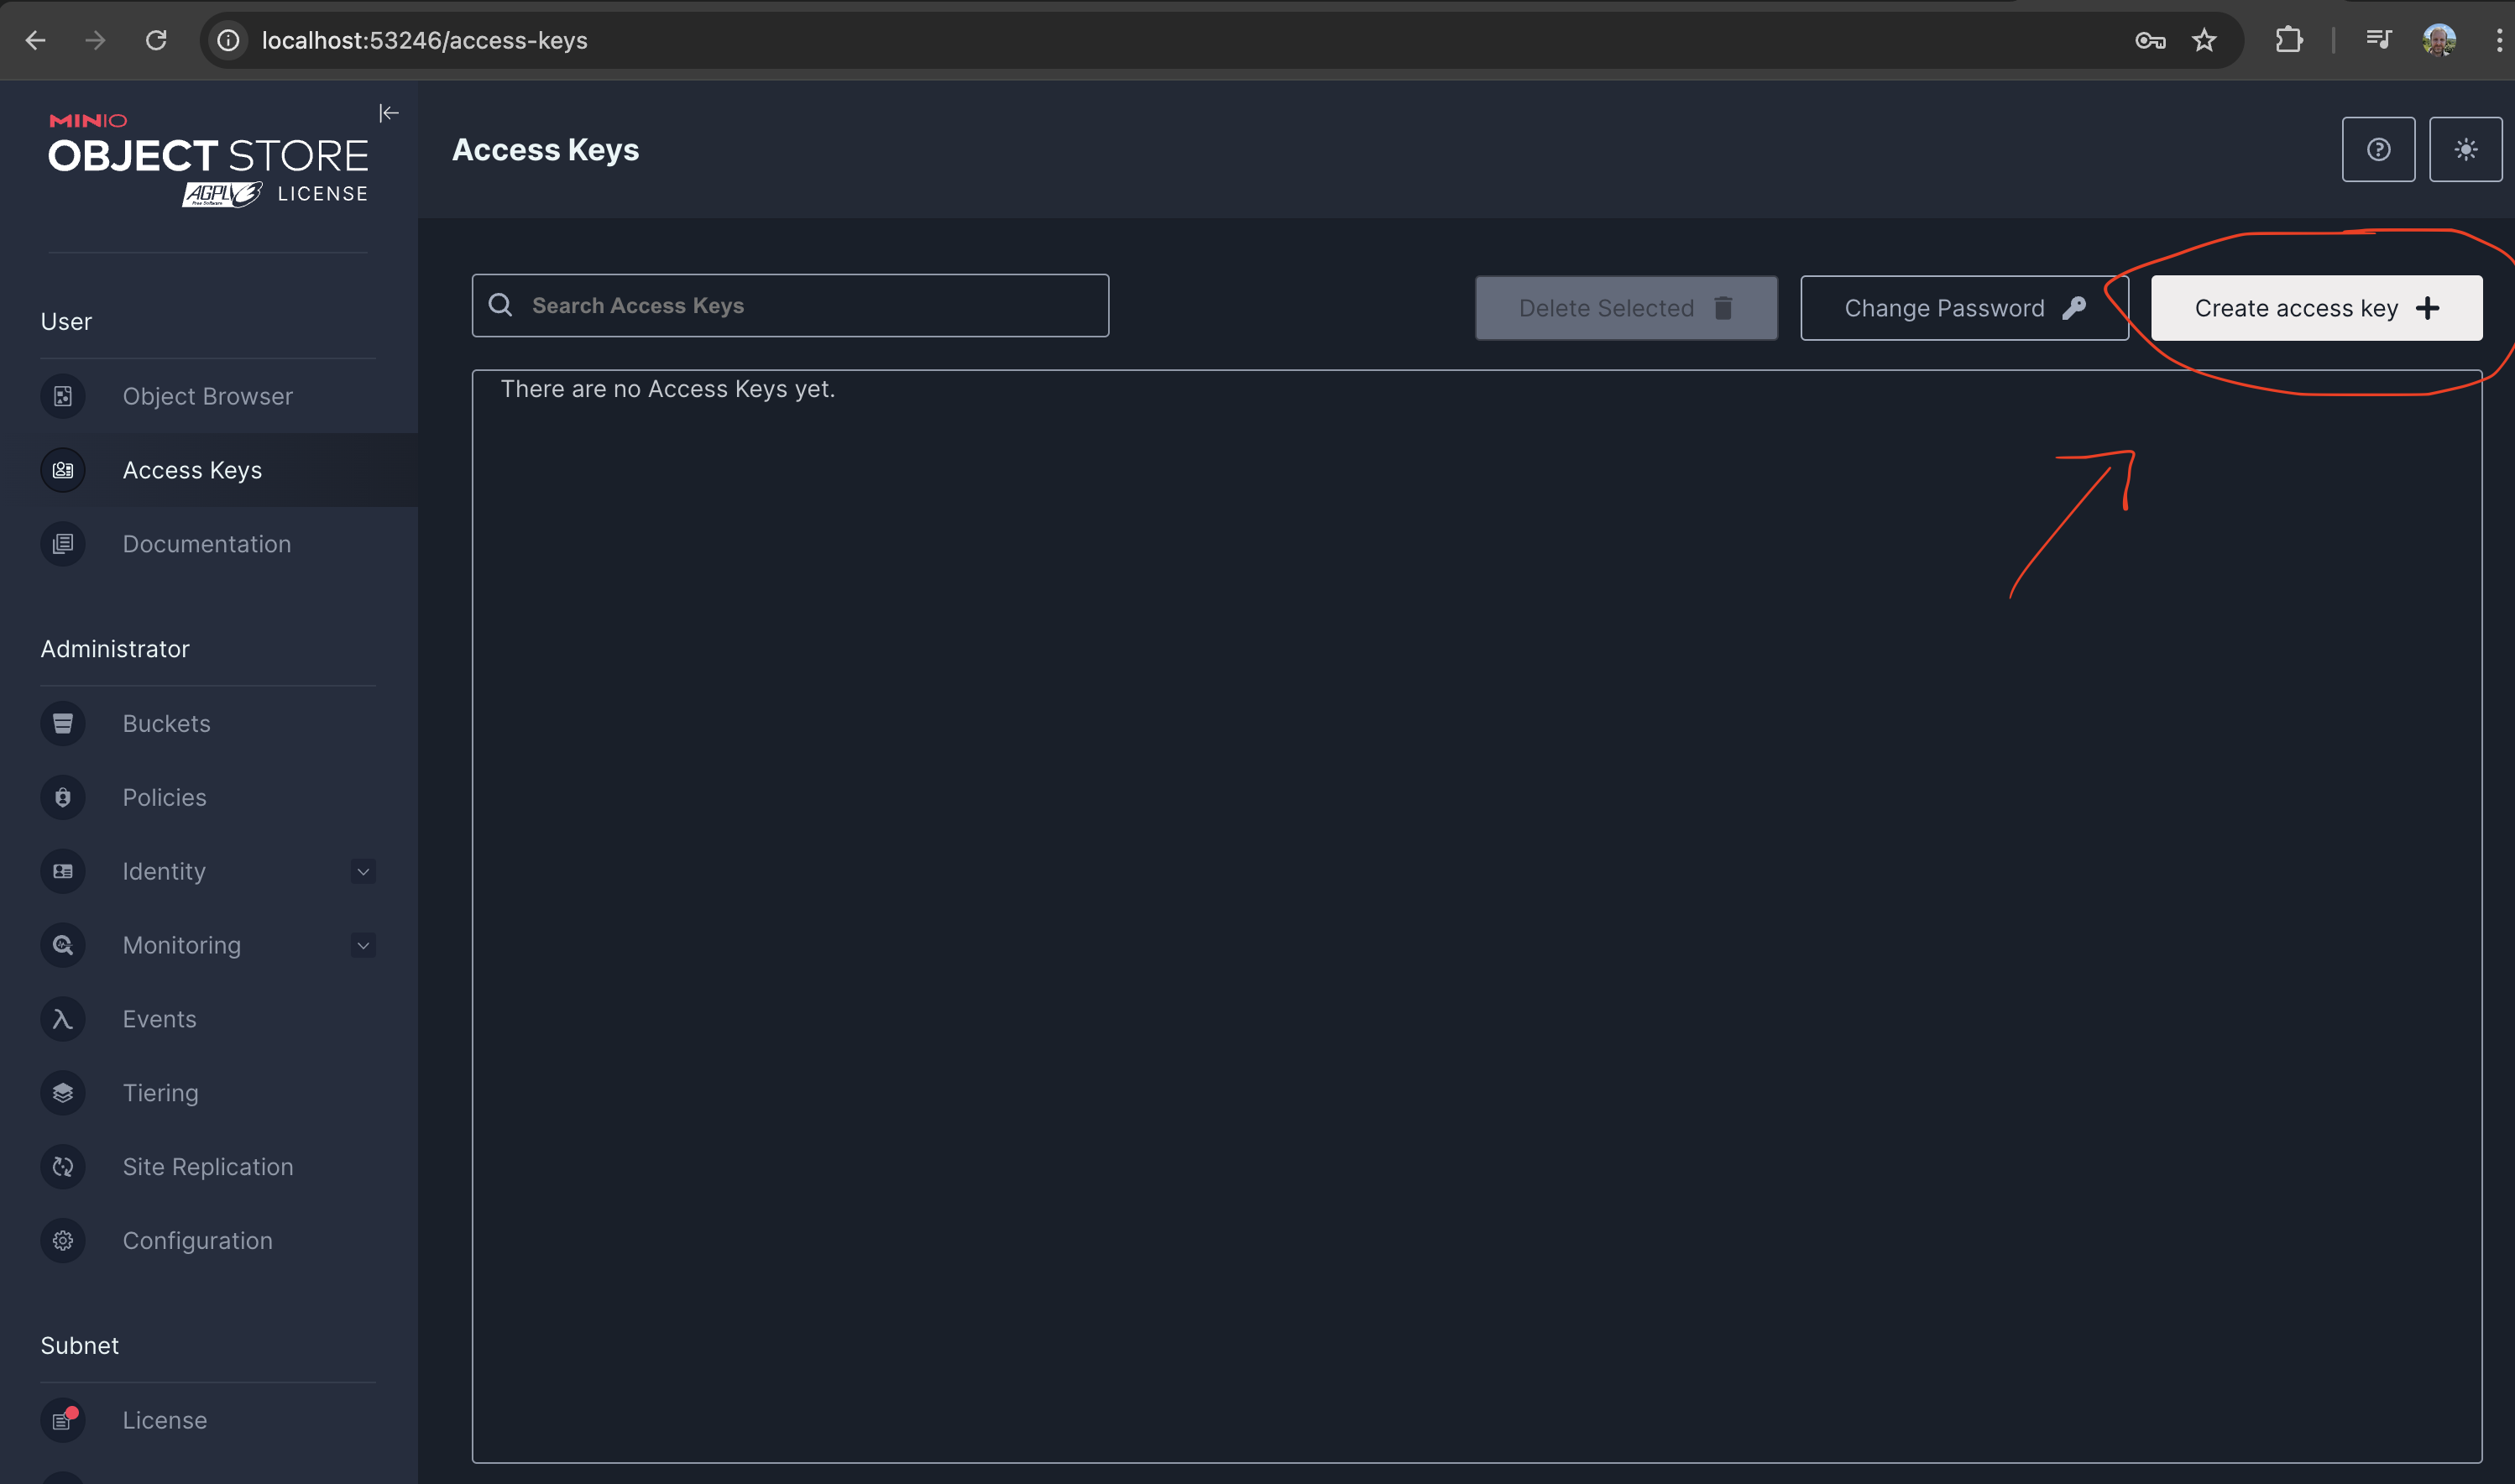 localhost:53246/access-keys
MINIO
OBJECT STORE
AGPLv3 LICENSE
Free Software
Access Keys
User
Object Browser
Access Keys
Documentation
Administrator
Buckets
Policies
Identity
Monitoring
Events
Tiering
Site Replication
Configuration
Subnet
License
Search Access Keys
Delete Selected
Change Password
Create access key
There are no Access Keys yet.